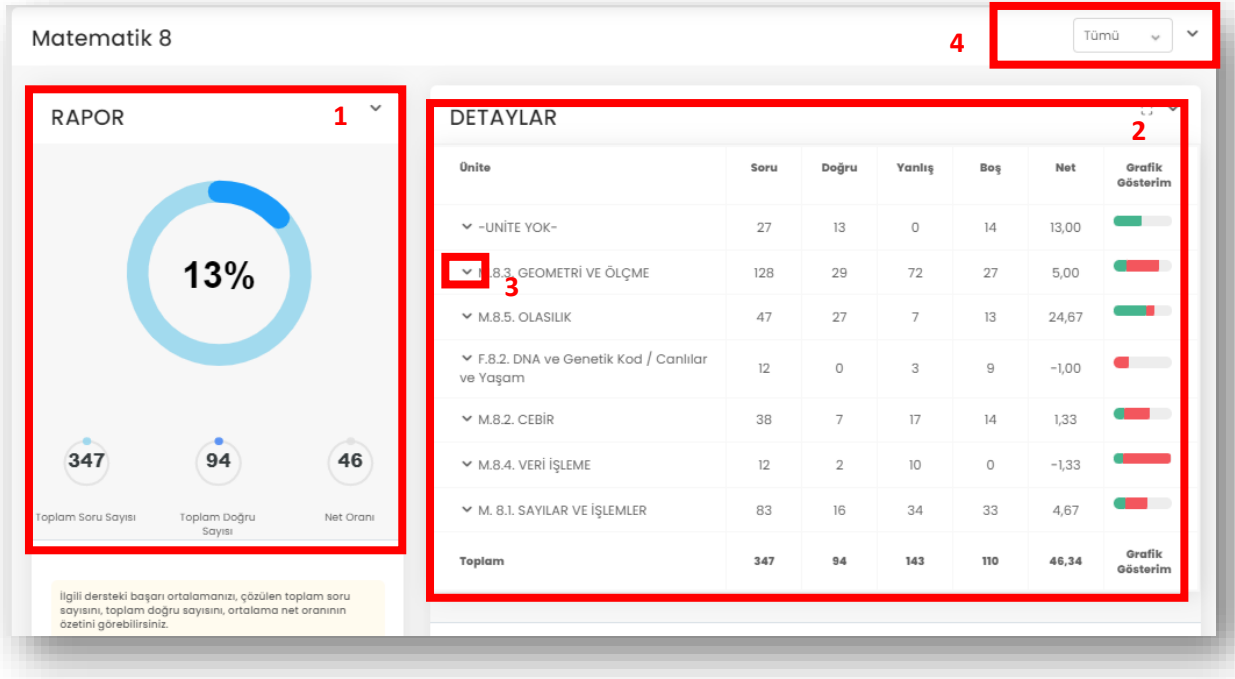 Matematik 8
4
Tümü
RAPOR
1
13%
347
94
46
Toplam Soru Sayısı
Toplam Doğru
Sayısı
Net Oranı
İlgili dersteki başarı ortalamanızı, çözülen toplam soru
sayısını, toplam doğru sayısını, ortalama net oranının
özetini görebilirsiniz.
DETAYLAR
2
Ünite Soru Doğru Yanlış Boş Net Grafik
Gösterim
-UNİTE YOK- 27 13 0 14 13,00
M.8.3. GEOMETRİ VE ÖLÇME 128 29 72 27 5,00
3
M.8.5. OLASILIK 47 27 7 13 24,67
F.8.2. DNA ve Genetik Kod / Canlılar
ve Yaşam 12 0 3 9 -1,00
M.8.2. CEBİR 38 7 17 14 1,33
M.8.4. VERİ İŞLEME 12 2 10 0 -1,33
M. 8.1. SAYILAR VE İŞLEMLER 83 16 34 33 4,67
Toplam 347 94 143 110 46,34 Grafik
Gösterim